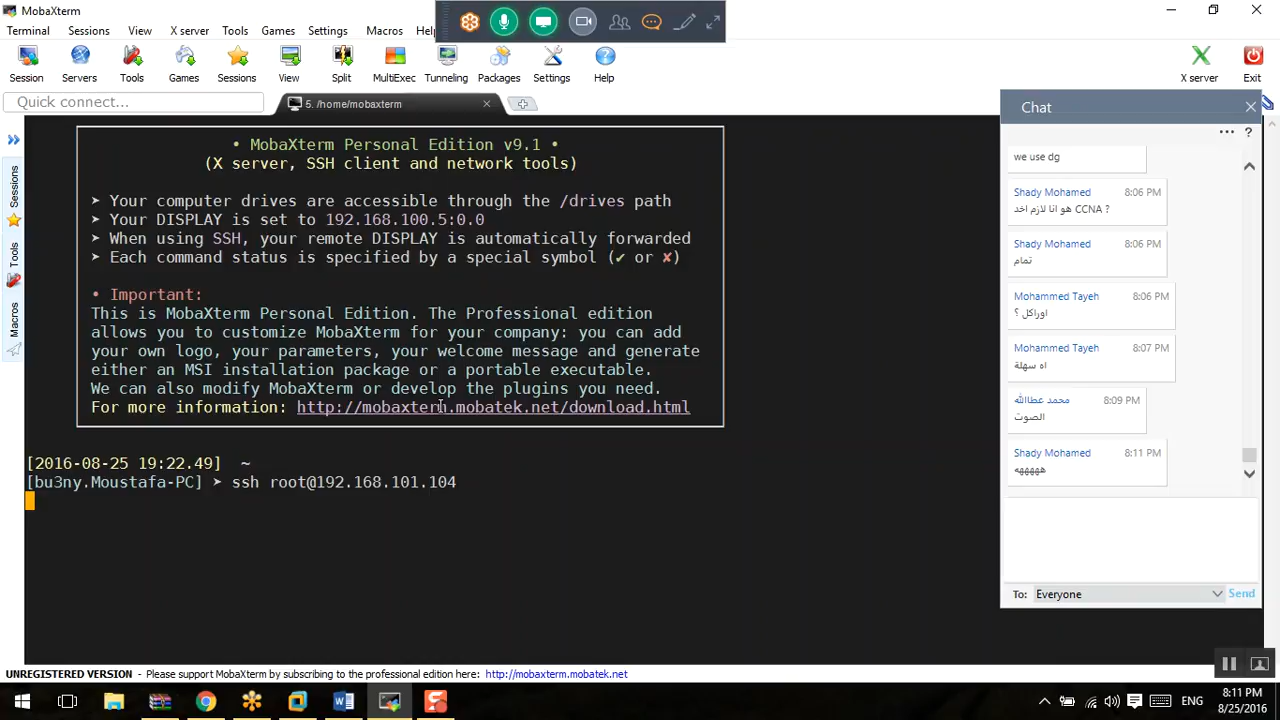 MobaXterm
Terminal Sessions View X server Tools Games Settings Macros Help
Session Servers Tools Games Sessions View Split MultiExec Tunneling Packages Settings Help X server Exit
Quick connect...
5. /home/mobaxterm
Sessions
Tools
Macros
• MobaXterm Personal Edition v9.1 •
(X server, SSH client and network tools)
➤ Your computer drives are accessible through the /drives path
➤ Your DISPLAY is set to 192.168.100.5:0.0
➤ When using SSH, your remote DISPLAY is automatically forwarded
➤ Each command status is specified by a special symbol (✔ or ✘)
• Important:
This is MobaXterm Personal Edition. The Professional edition
allows you to customize MobaXterm for your company: you can add
your own logo, your parameters, your welcome message and generate
either an MSI installation package or a portable executable.
We can also modify MobaXterm or develop the plugins you need.
For more information: http://mobaxterm.mobatek.net/download.html
[2016-08-25 19:22.49] ~
[bu3ny.Moustafa-PC] ➤ ssh root@192.168.101.104
Chat
we use dg
Shady Mohamed 8:06 PM
هو انا لازم اخد CCNA ?
Shady Mohamed 8:06 PM
تمام
Mohammed Tayeh 8:06 PM
اوراكل ؟
Mohammed Tayeh 8:07 PM
اه سهلة
محمد عطاالله 8:09 PM
الصوت
Shady Mohamed 8:11 PM
هههههه
To: Everyone Send
UNREGISTERED VERSION - Please support MobaXterm by subscribing to the professional edition here: http://mobaxterm.mobatek.net
ENG
8:11 PM
8/25/2016